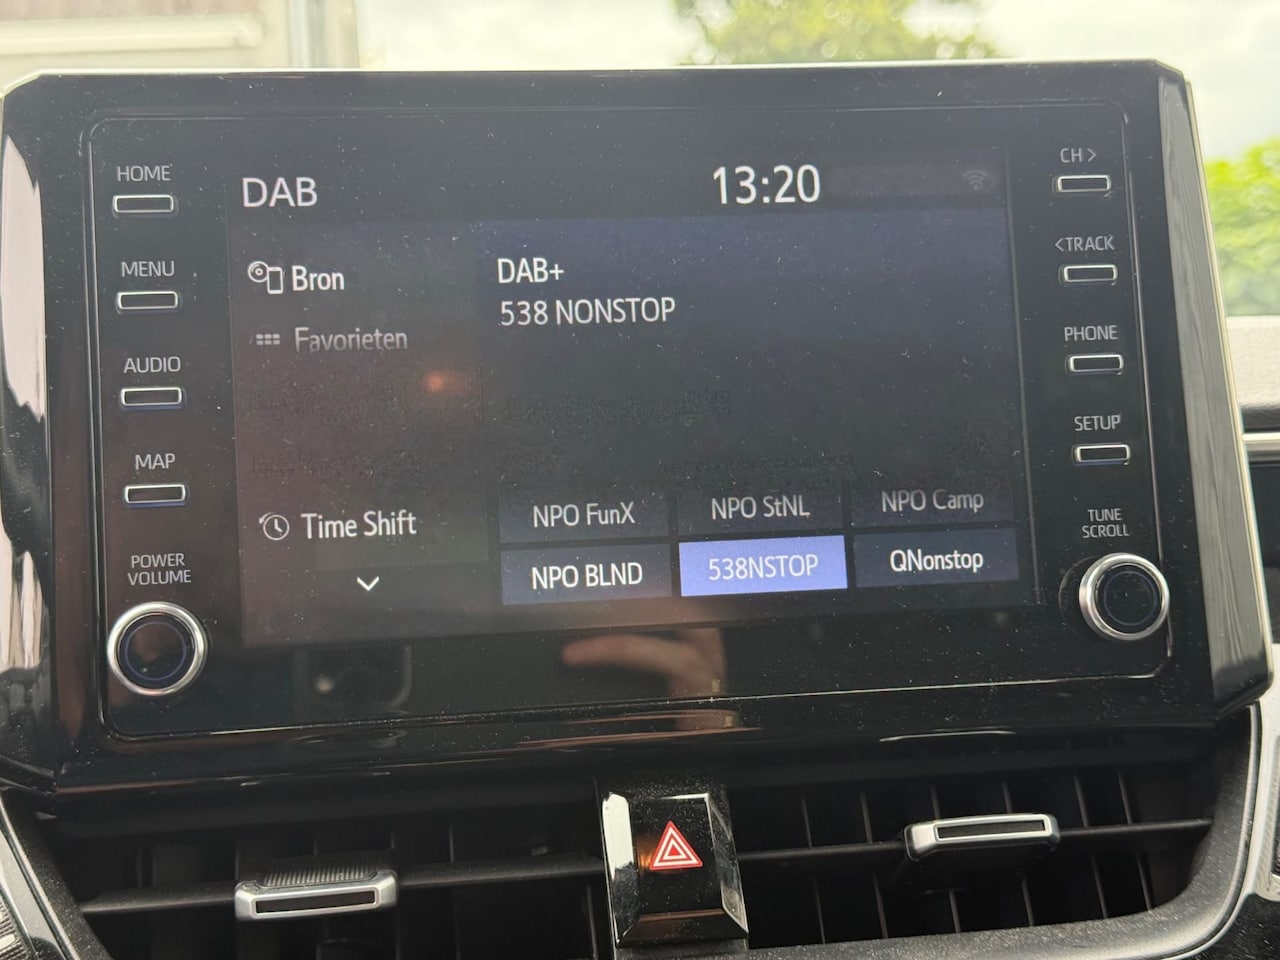 HOME
MENU
AUDIO
MAP
POWER
VOLUME
DAB
13:20
Bron
Favorieten
Time Shift
DAB+
538 NONSTOP
NPO FunX
NPO StNL
NPO Camp
NPO BLND
538NSTOP
QNonstop
CH>
<TRACK
PHONE
SETUP
TUNE
SCROLL